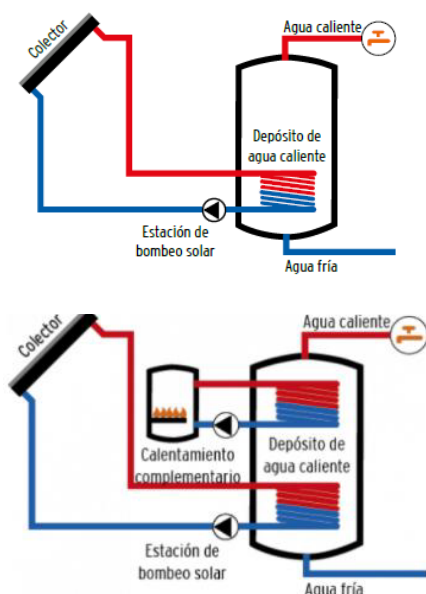 Colector
Agua caliente
Depósito de
agua caliente
Estación de
bombeo solar
Agua fría
Colector
Agua caliente
Calentamiento
complementario
Depósito de
agua caliente
Estación de
bombeo solar
Agua fría